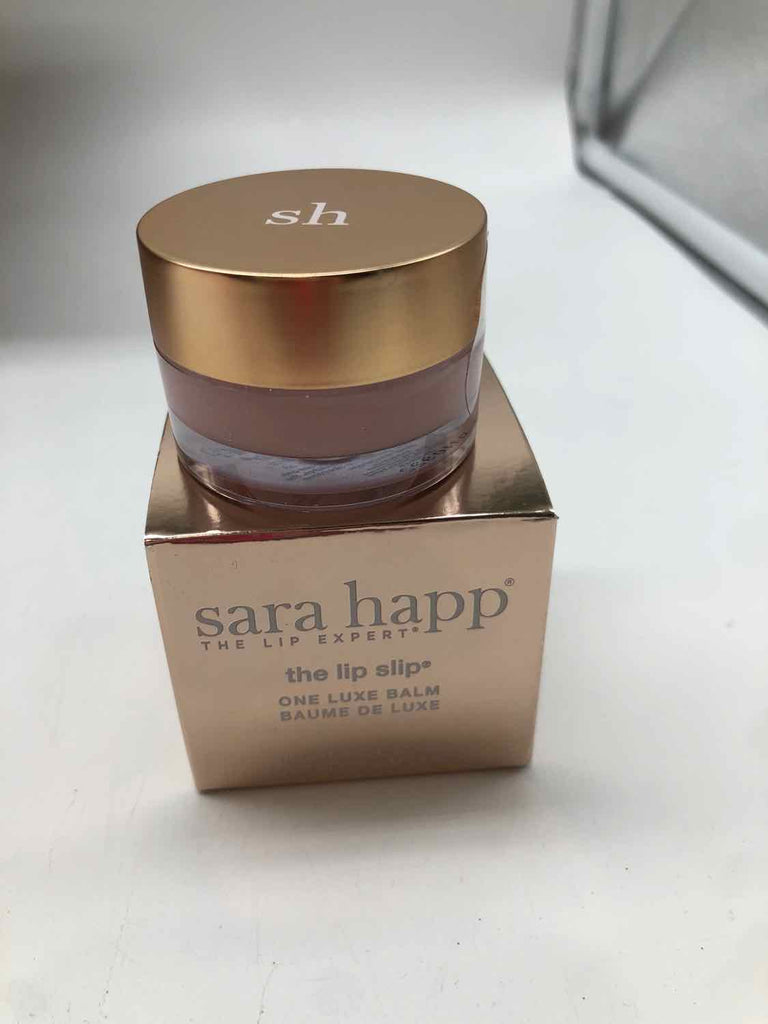 sh
sara happ®
THE LIP EXPERT®
the lip slip®
ONE LUXE BALM
BAUME DE LUXE